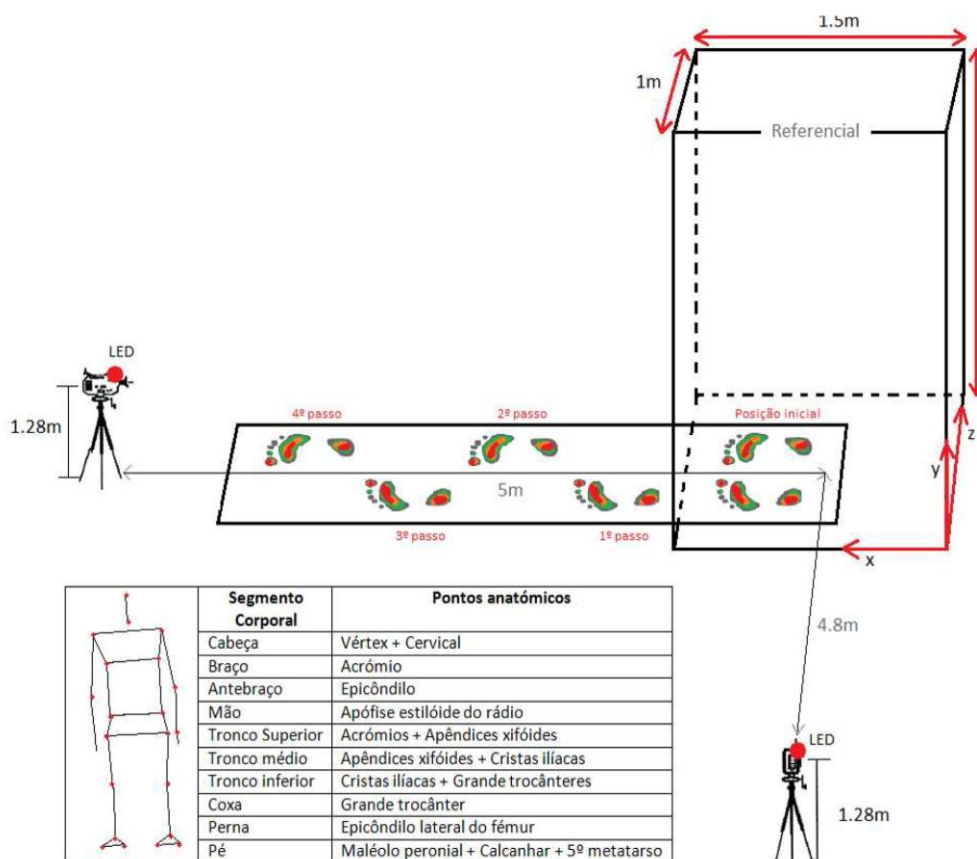 1.5m
1m
Referencial
LED
1.28m
4º passo
2º passo
Posição inicial
z
y
5m
3º passo
1º passo
x
4.8m
Segmento Corporal
Pontos anatómicos
Cabeça
Vértex + Cervical
Braço
Acrómio
Antebraço
Epicôndilo
Mão
Apófise estilóide do rádio
Tronco Superior
Acrómios + Apêndices xifóides
Tronco médio
Apêndices xifóides + Cristas ilíacas
Tronco inferior
Cristas ilíacas + Grande trocânteres
Coxa
Grande trocânter
Perna
Epicôndilo lateral do fémur
Pé
Maléolo peronial + Calcanhar + 5º metatarso
LED
1.28m